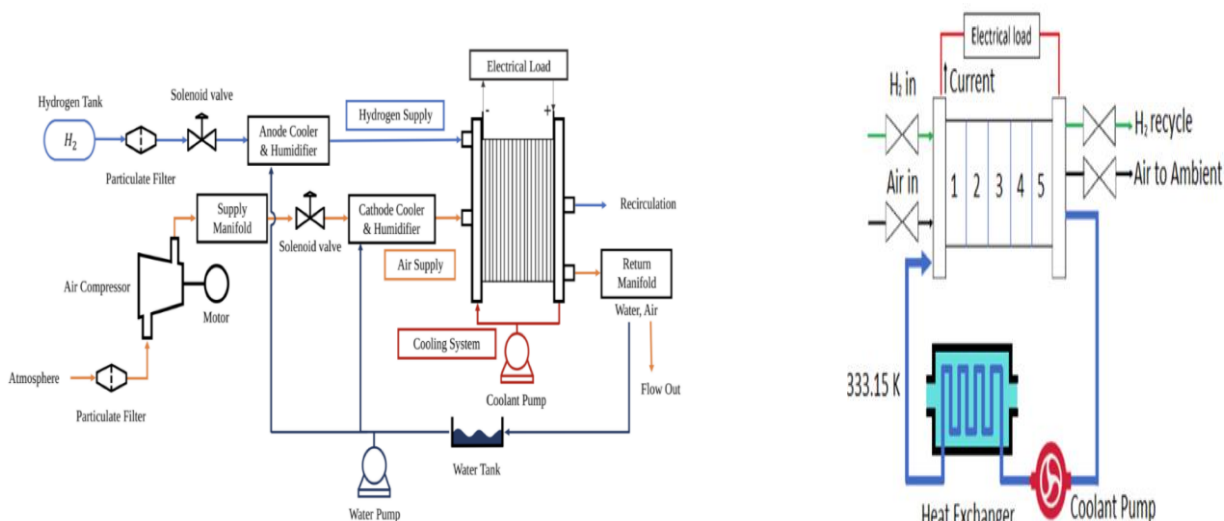 Electrical Load
-
+
Hydrogen Tank
Solenoid valve
H2
Particulate Filter
Anode Cooler
& Humidifier
Hydrogen Supply
Supply
Manifold
Solenoid valve
Cathode Cooler
& Humidifier
Air Supply
Recirculation
Air Compressor
Motor
Return
Manifold
Water, Air
Cooling System
Coolant Pump
Flow Out
Atmosphere
Particulate Filter
Water Tank
Water Pump
Electrical load
Current
H2 in
H2 recycle
Air in
Air to Ambient
1 2 3 4 5
333.15 K
Heat Exchanger
Coolant Pump